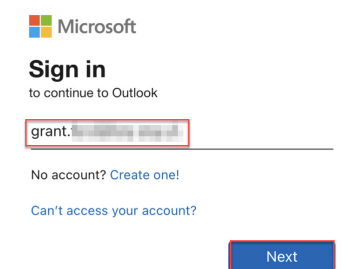 Microsoft
Sign in
to continue to Outlook
grant.
No account? Create one!
Can't access your account?
Next